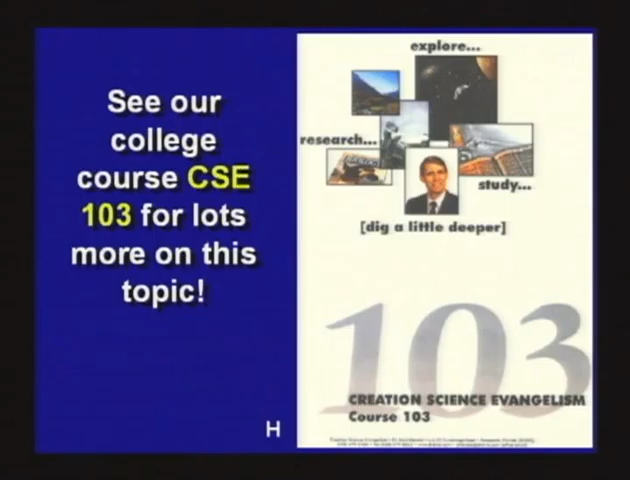 See our
college
course CSE
103 for lots
more on this
topic!
H
explore...
research...
study...
[dig a little deeper]
103
CREATION SCIENCE EVANGELISM
Course 103